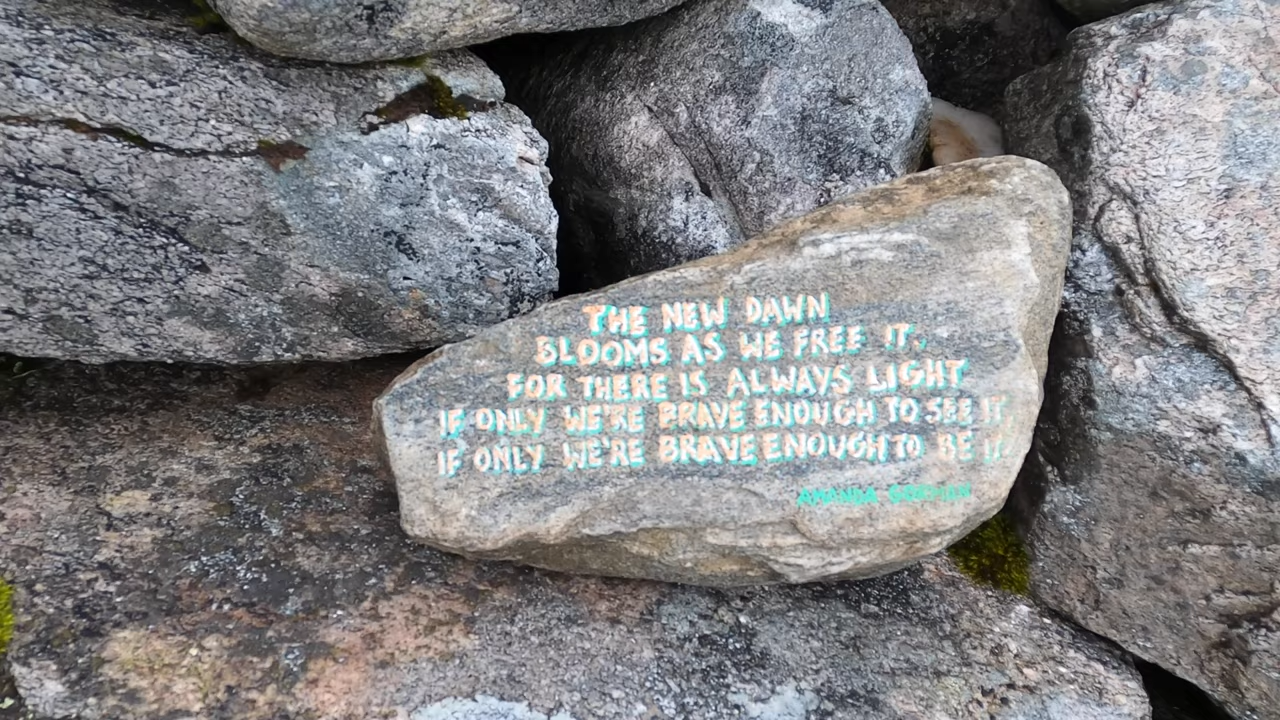 THE NEW DAWN
BLOOMS AS WE FREE IT.
FOR THERE IS ALWAYS LIGHT
IF ONLY WE'RE BRAVE ENOUGH TO SEE IT.
IF ONLY WE'RE BRAVE ENOUGH TO BE IT.
AMANDA GORMAN